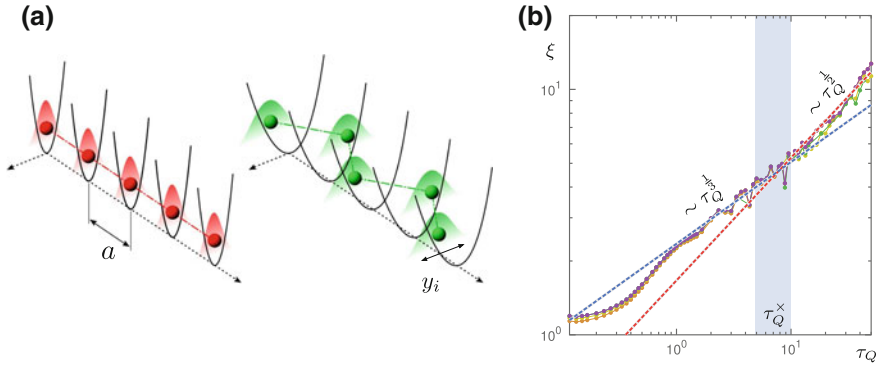 (a)
a
y_i
(b)
ξ
10^1
10^0
10^0
10^1
τ_Q
∼ τ_Q^{1/3}
∼ τ_Q^{1/2}
τ_Q^×